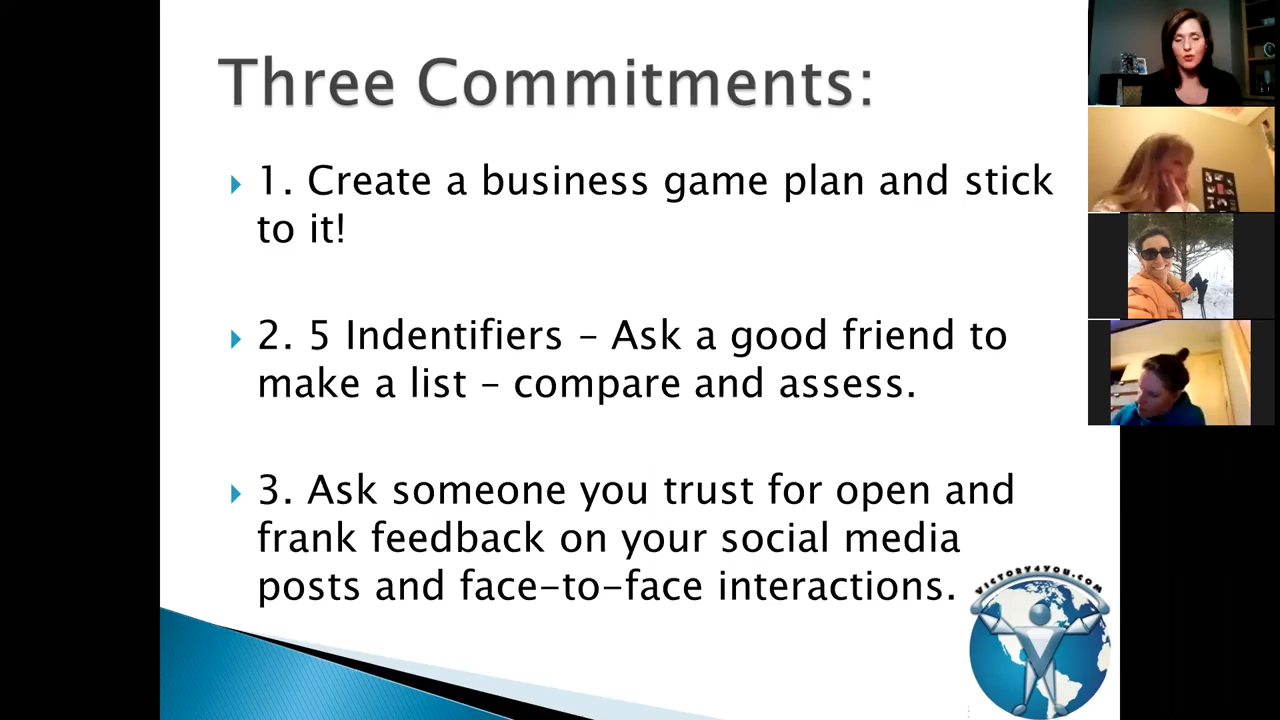 Three Commitments:
1. Create a business game plan and stick
to it!
2. 5 Indentifiers – Ask a good friend to
make a list – compare and assess.
3. Ask someone you trust for open and
frank feedback on your social media
posts and face-to-face interactions.
VICTORY4YOU.COM